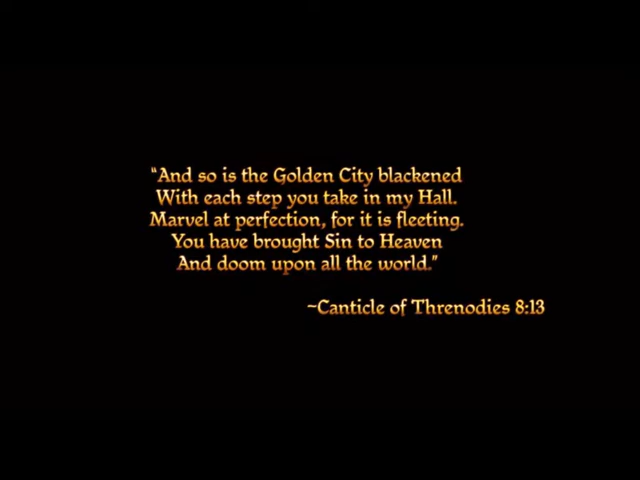 "And so is the Golden City blackened
With each step you take in my Hall.
Marvel at perfection, for it is fleeting.
You have brought Sin to Heaven
And doom upon all the world."
~Canticle of Threnodies 8:13